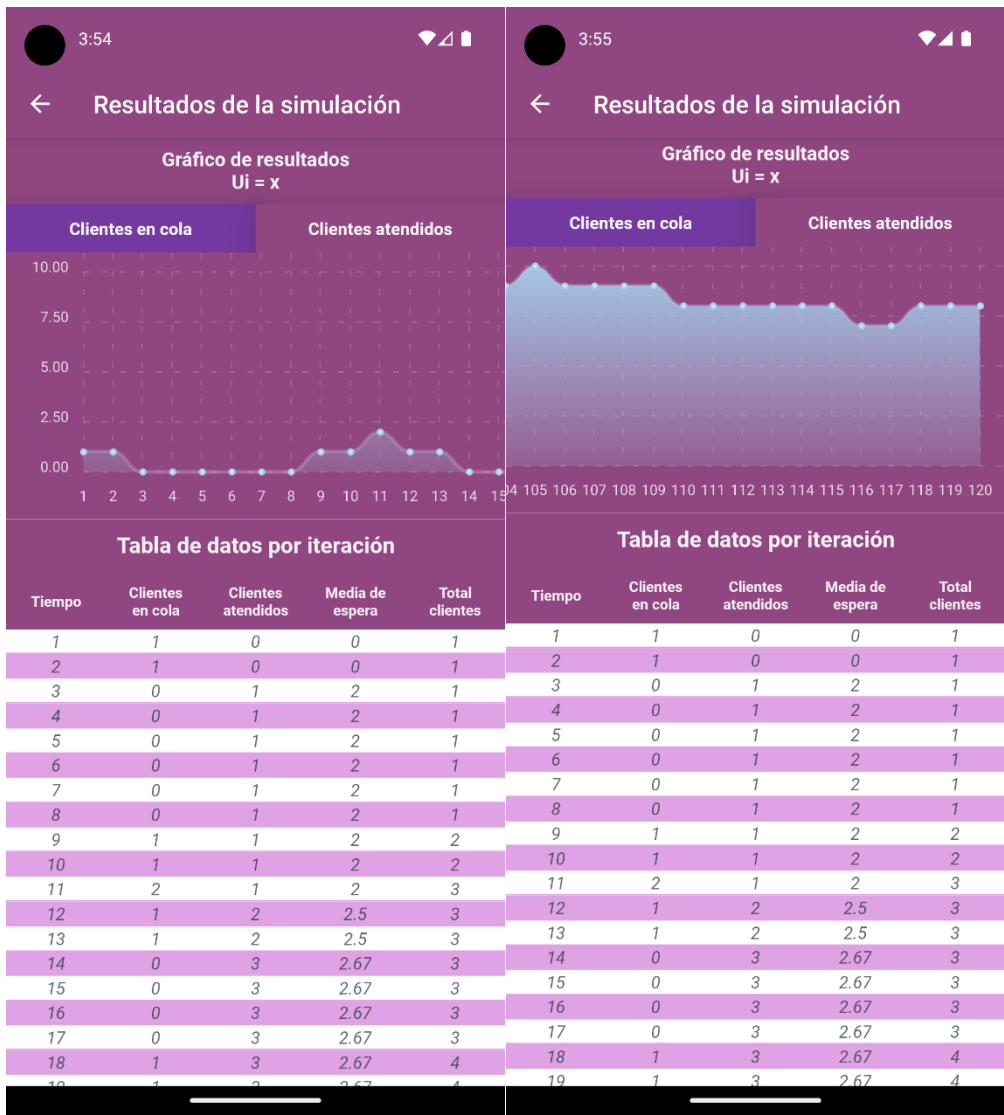 3:54
Resultados de la simulación
Gráfico de resultados
Ui = x
Clientes en cola Clientes atendidos
10.00
7.50
5.00
2.50
0.00
1 2 3 4 5 6 7 8 9 10 11 12 13 14 15
Tabla de datos por iteración
Tiempo Clientes en cola Clientes atendidos Media de espera Total clientes
1 1 0 0 1
2 1 0 0 1
3 0 1 2 1
4 0 1 2 1
5 0 1 2 1
6 0 1 2 1
7 0 1 2 1
8 0 1 2 1
9 1 1 2 2
10 1 1 2 2
11 2 1 2 3
12 1 2 2.5 3
13 1 2 2.5 3
14 0 3 2.67 3
15 0 3 2.67 3
16 0 3 2.67 3
17 0 3 2.67 3
18 1 3 2.67 4
19 1 3 2.67 4
3:55
Resultados de la simulación
Gráfico de resultados
Ui = x
Clientes en cola Clientes atendidos
04 105 106 107 108 109 110 111 112 113 114 115 116 117 118 119 120
Tabla de datos por iteración
Tiempo Clientes en cola Clientes atendidos Media de espera Total clientes
1 1 0 0 1
2 1 0 0 1
3 0 1 2 1
4 0 1 2 1
5 0 1 2 1
6 0 1 2 1
7 0 1 2 1
8 0 1 2 1
9 1 1 2 2
10 1 1 2 2
11 2 1 2 3
12 1 2 2.5 3
13 1 2 2.5 3
14 0 3 2.67 3
15 0 3 2.67 3
16 0 3 2.67 3
17 0 3 2.67 3
18 1 3 2.67 4
19 1 3 2.67 4